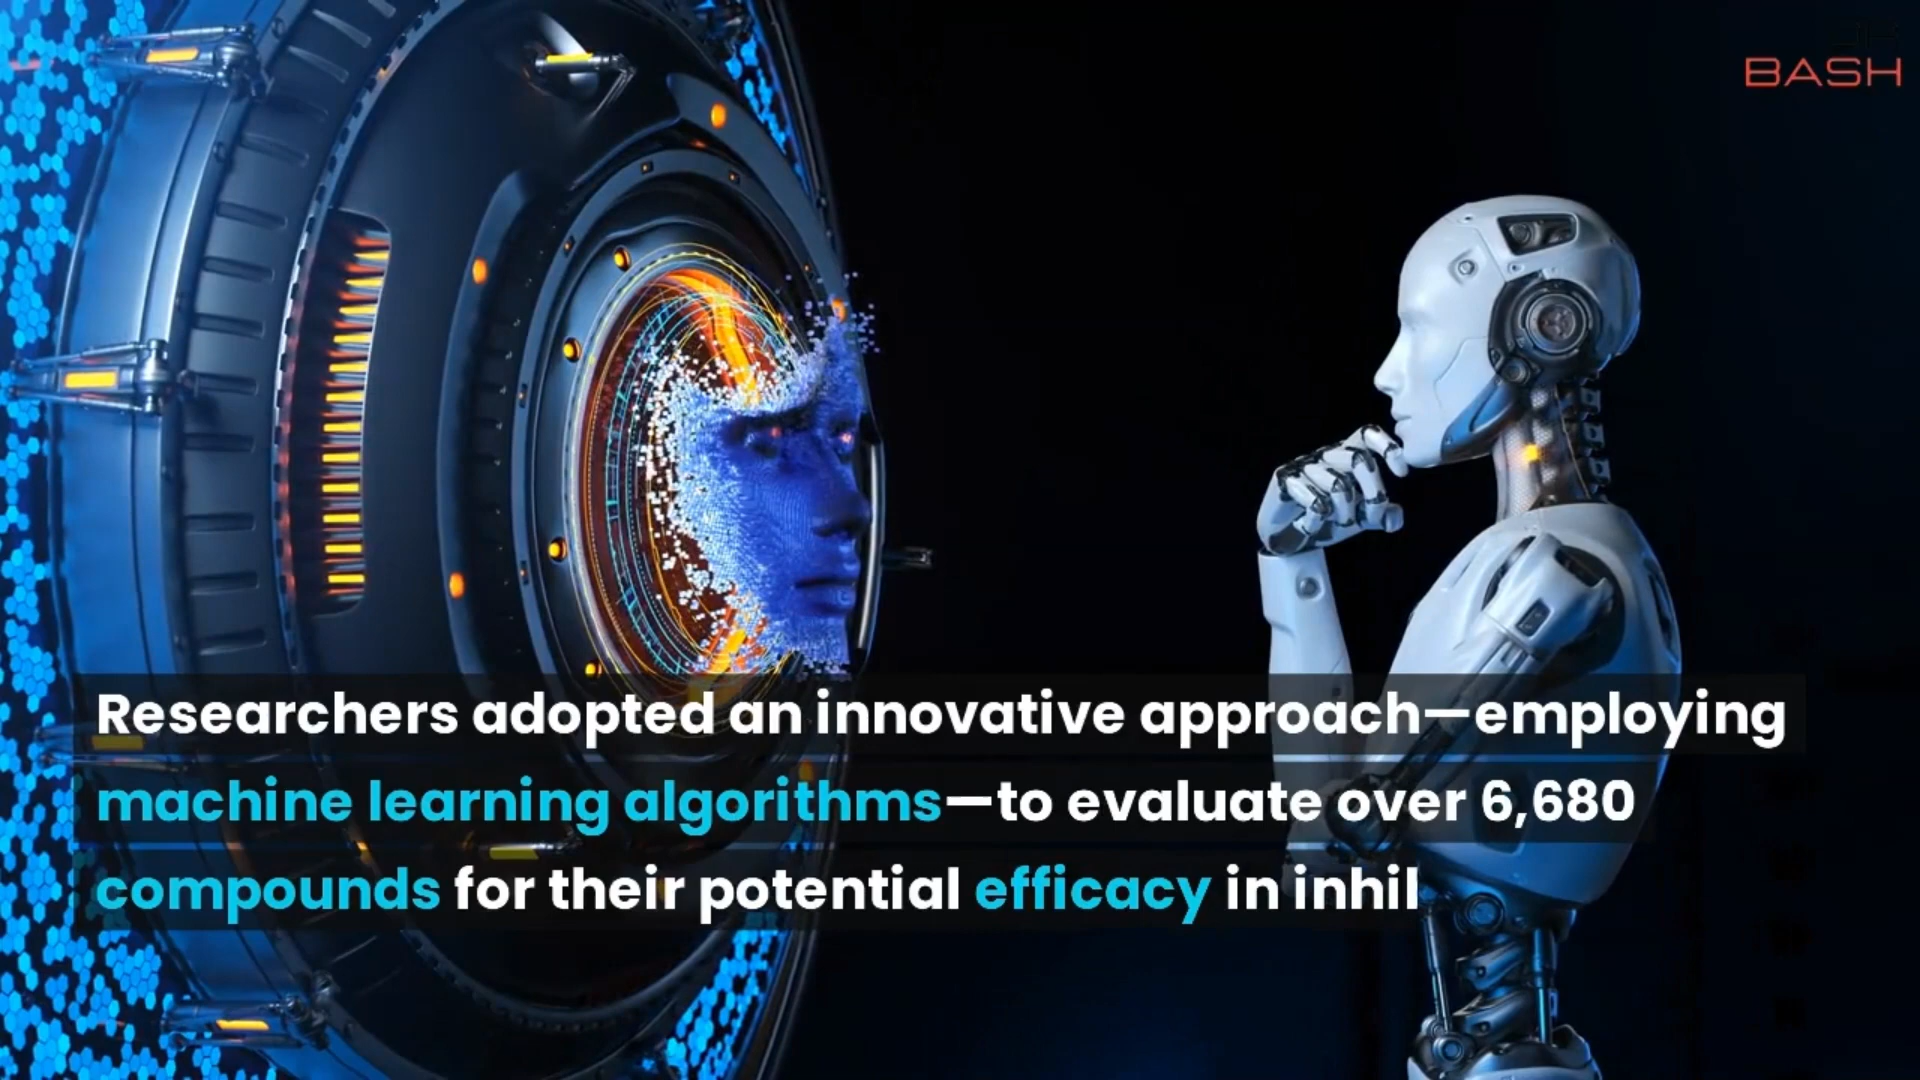 BASH
Researchers adopted an innovative approach—employing
machine learning algorithms—to evaluate over 6,680
compounds for their potential efficacy in inhil